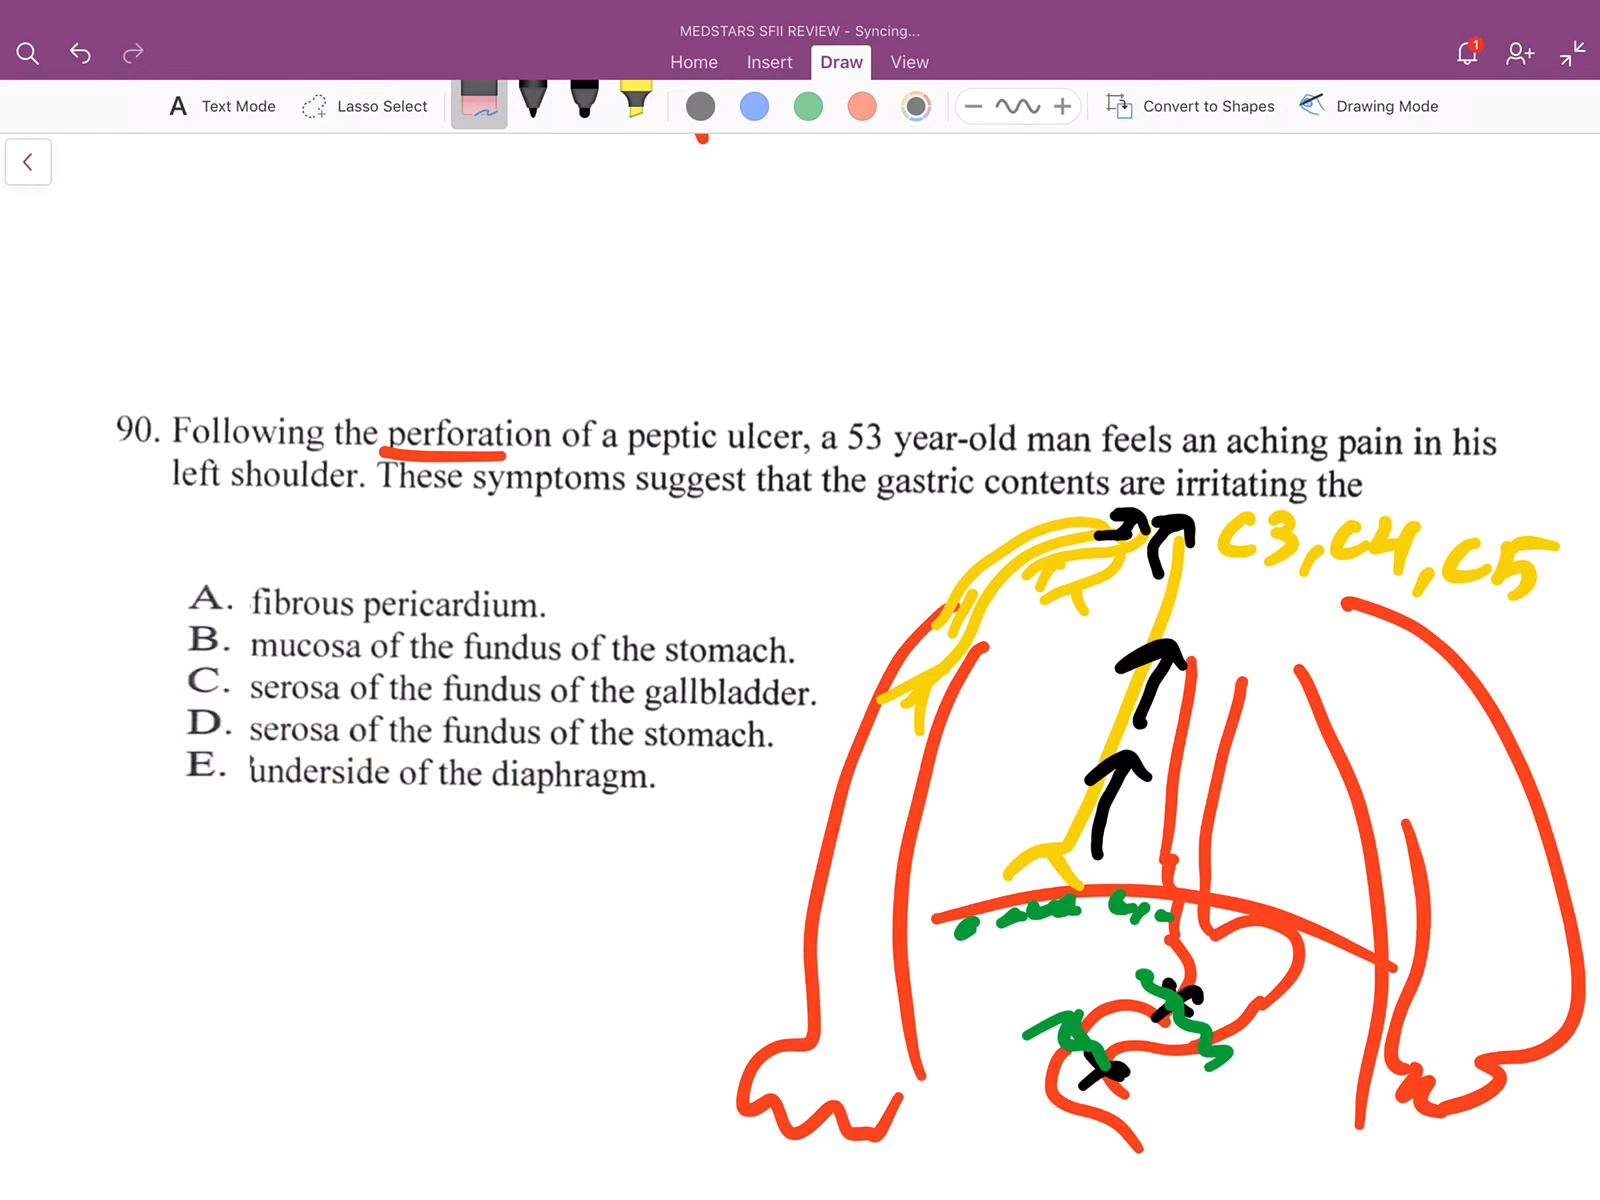 MEDSTARS SFII REVIEW - Syncing...
Home Insert Draw View
1
A Text Mode Lasso Select Convert to Shapes Drawing Mode
90. Following the perforation of a peptic ulcer, a 53 year-old man feels an aching pain in his
left shoulder. These symptoms suggest that the gastric contents are irritating the
C3, C4, C5
A. fibrous pericardium.
B. mucosa of the fundus of the stomach.
C. serosa of the fundus of the gallbladder.
D. serosa of the fundus of the stomach.
E. underside of the diaphragm.